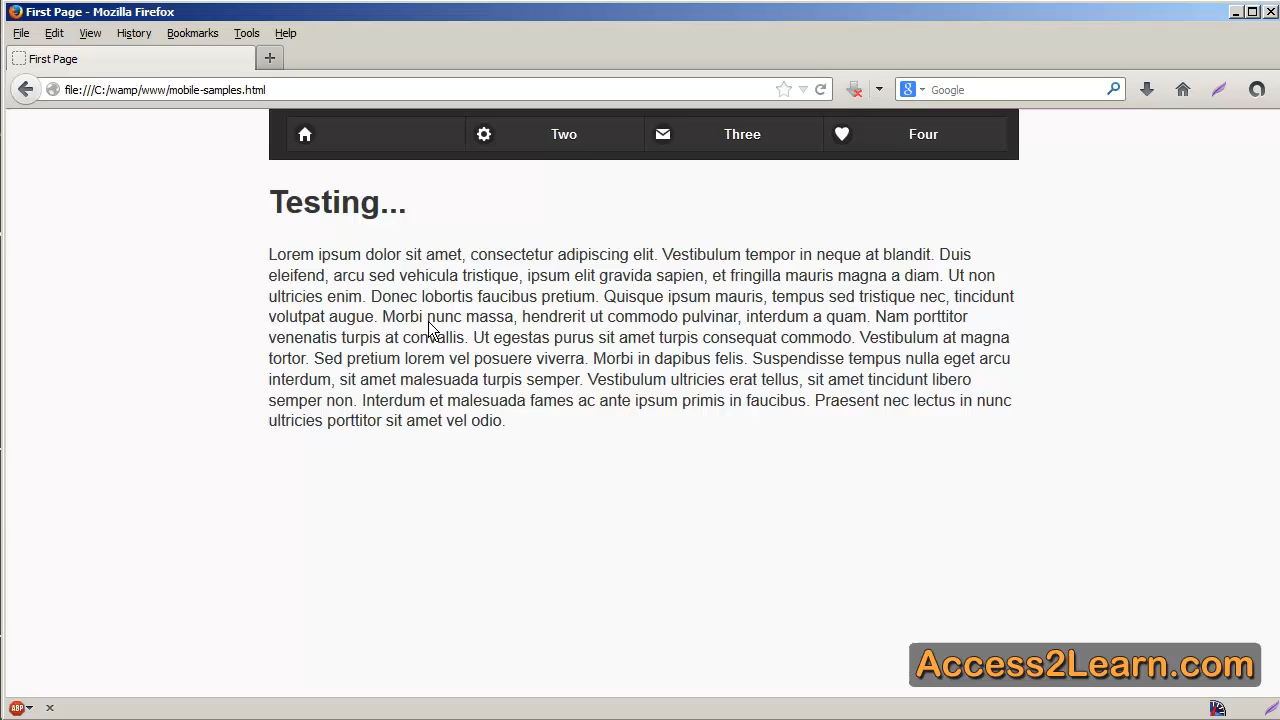 First Page - Mozilla Firefox
File Edit View History Bookmarks Tools Help
First Page
file:///C:/wamp/www/mobile-samples.html
Google
Two Three Four
Testing...
Lorem ipsum dolor sit amet, consectetur adipiscing elit. Vestibulum tempor in neque at blandit. Duis
eleifend, arcu sed vehicula tristique, ipsum elit gravida sapien, et fringilla mauris magna a diam. Ut non
ultricies enim. Donec lobortis faucibus pretium. Quisque ipsum mauris, tempus sed tristique nec, tincidunt
volutpat augue. Morbi nunc massa, hendrerit ut commodo pulvinar, interdum a quam. Nam porttitor
venenatis turpis at convallis. Ut egestas purus sit amet turpis consequat commodo. Vestibulum at magna
tortor. Sed pretium lorem vel posuere viverra. Morbi in dapibus felis. Suspendisse tempus nulla eget arcu
interdum, sit amet malesuada turpis semper. Vestibulum ultricies erat tellus, sit amet tincidunt libero
semper non. Interdum et malesuada fames ac ante ipsum primis in faucibus. Praesent nec lectus in nunc
ultricies porttitor sit amet vel odio.
Access2Learn.com
ABP